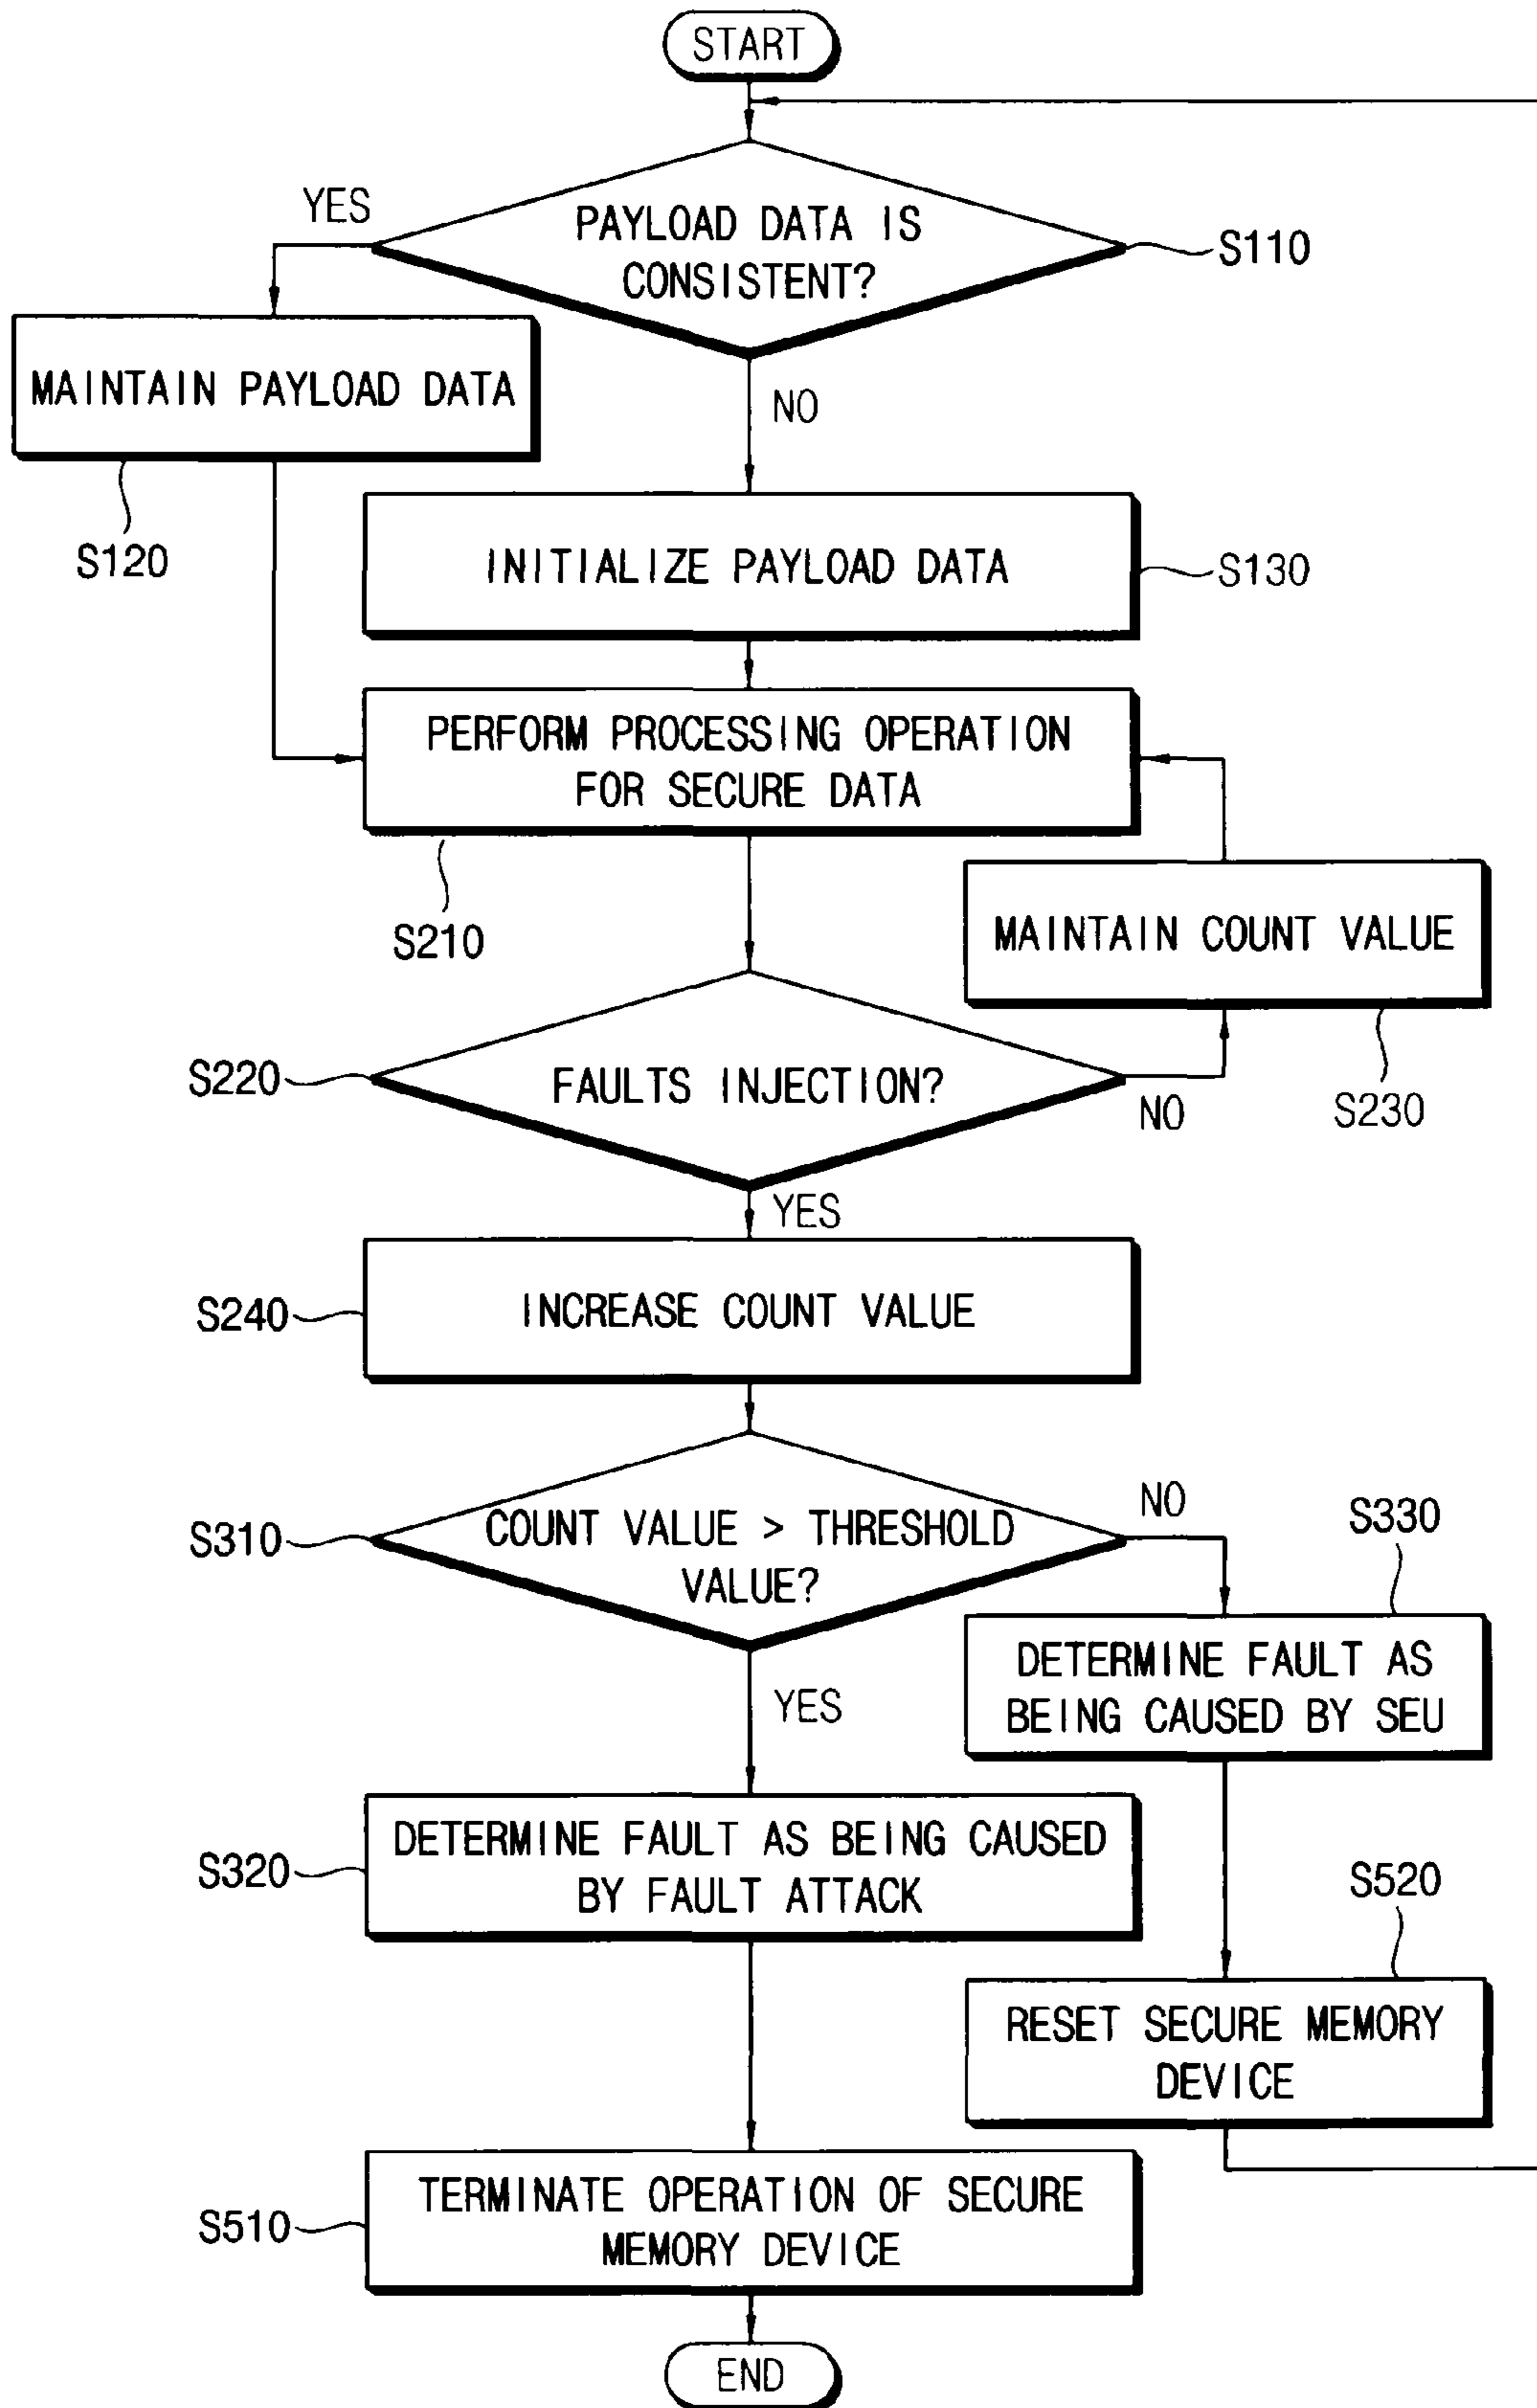 START
YES
PAYLOAD DATA IS
CONSISTENT?
S110
MAINTAIN PAYLOAD DATA
NO
S120
INITIALIZE PAYLOAD DATA
S130
PERFORM PROCESSING OPERATION
FOR SECURE DATA
S210
MAINTAIN COUNT VALUE
S220
FAULTS INJECTION?
NO
S230
YES
S240
INCREASE COUNT VALUE
S310
COUNT VALUE > THRESHOLD
VALUE?
NO
S330
DETERMINE FAULT AS
BEING CAUSED BY SEU
YES
S320
DETERMINE FAULT AS BEING CAUSED
BY FAULT ATTACK
S520
RESET SECURE MEMORY
DEVICE
S510
TERMINATE OPERATION OF SECURE
MEMORY DEVICE
END